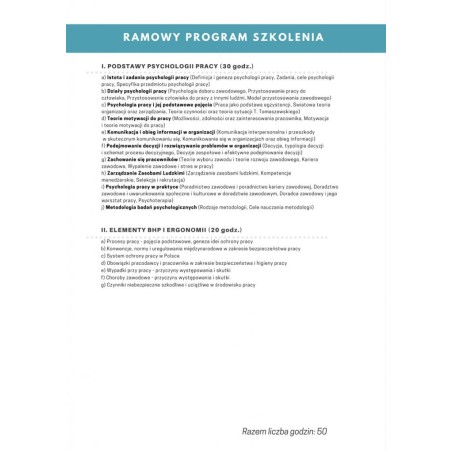 RAMOWY PROGRAM SZKOLENIA
I. PODSTAWY PSYCHOLOGII PRACY (30 godz.)
a) Istota i zadania psychologii pracy (Definicje i geneza psychologii pracy, Zadania, cele psychologii
pracy, Specyfika przedmiotu psychologii pracy)
b) Działy psychologii pracy (Psychologia doboru zawodowego, Przystosowanie pracy do
człowieka, Przystosowanie człowieka do pracy z innymi ludźmi, Model przystosowania zawodowego)
c) Psychologia pracy i jej podstawowe pojęcia (Praca jako podstawa egzystencji, Światowe teorie
organizacji oraz zarządzania, Teoria czynności oraz teoria sytuacji T. Tomaszewskiego)
d) Teorie motywacji do pracy (Możliwości, zdolności oraz zainteresowania pracownika, Motywacja
i teorie motywacji do pracy)
e) Komunikacja i obieg informacji w organizacji (Komunikacja interpersonalna i przeszkody
w skutecznym komunikowaniu się, Komunikowanie się w organizacjach oraz obieg informacji)
f) Podejmowanie decyzji i rozwiązywanie problemów w organizacji (Decyzje, typologia decyzji
i schemat procesu decyzyjnego, Decyzje zespołowe i efektywne podejmowanie decyzji)
g) Zachowanie się pracowników (Teorie wyboru zawodu i teorie rozwoju zawodowego, Kariera
zawodowa, Wypalenie zawodowe i stres w pracy)
h) Zarządzanie Zasobami Ludzkimi (Zarządzanie zasobami ludzkimi, Kompetencje
menedżerskie, Selekcja i rekrutacja)
i) Psychologia pracy w praktyce (Poradnictwo zawodowe i poradnictwo kariery zawodowej, Doradztwo
zawodowe i uwarunkowania społeczne i kulturowe w doradztwie zawodowym, Doradca zawodowy i jego
warsztat pracy, Psychoterapia)
j) Metodologia badań psychologicznych (Rodzaje metodologii, Cele nauczania metodologii)
II. ELEMENTY BHP I ERGONOMII (20 godz.)
a) Procesy pracy - pojęcia podstawowe, geneza idei ochrony pracy
b) Konwencje, normy i uregulowania międzynarodowe w zakresie bezpieczeństwa pracy
c) System ochrony pracy w Polsce
d) Obowiązki pracodawcy i pracownika w zakresie bezpieczeństwa i higieny pracy
e) Wypadki przy pracy - przyczyny występowania i skutki
f) Choroby zawodowe - przyczyny występowania i skutki
g) Czynniki niebezpieczne szkodliwe i uciążliwe w środowisku pracy
Razem liczba godzin: 50